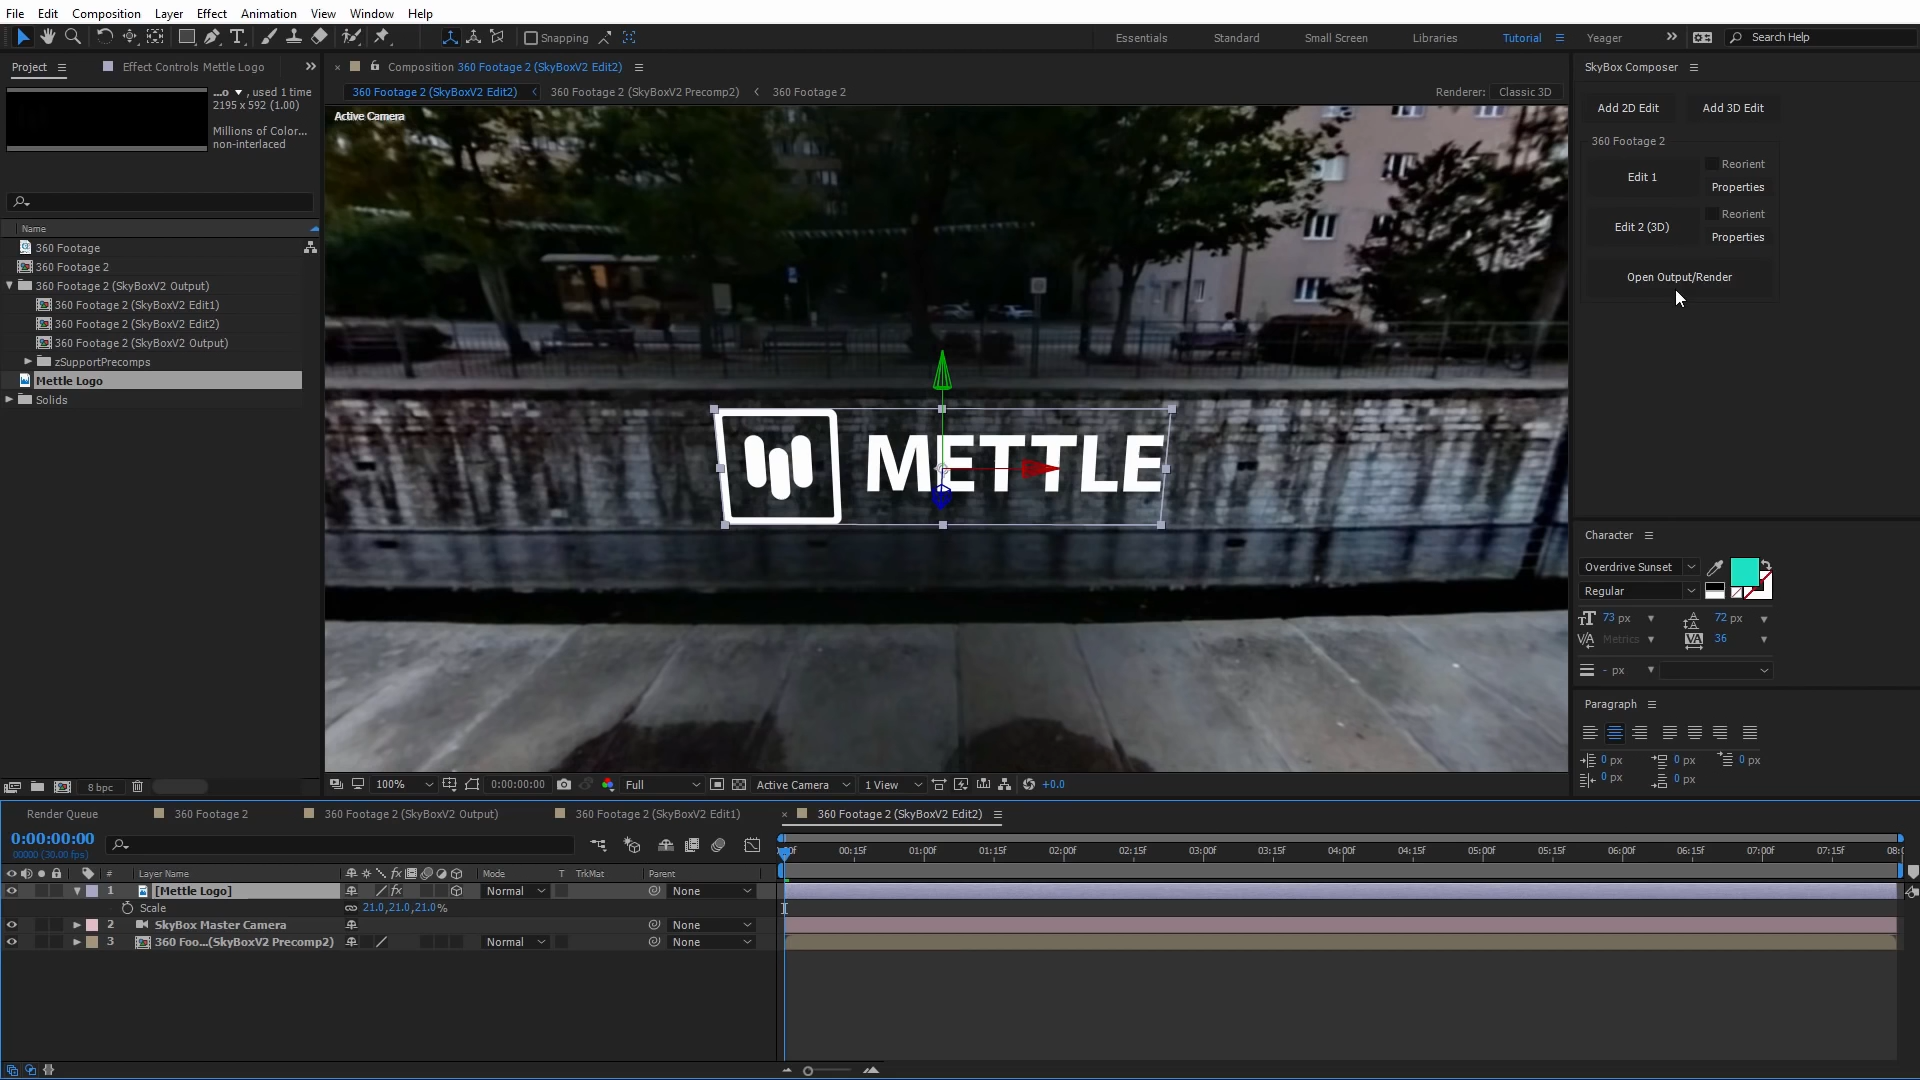 File Edit Composition Layer Effect Animation View Window Help
Snapping
Essentials Standard Small Screen Libraries Tutorial Yeager
Search Help
Project
Effect Controls Mettle Logo
...o , used 1 time
2195 x 592 (1.00)
Millions of Color...
non-interlaced
Name
360 Footage
360 Footage 2
360 Footage 2 (SkyBoxV2 Output)
360 Footage 2 (SkyBoxV2 Edit1)
360 Footage 2 (SkyBoxV2 Edit2)
360 Footage 2 (SkyBoxV2 Output)
zSupportPrecomps
Mettle Logo
Solids
8 bpc
Composition 360 Footage 2 (SkyBoxV2 Edit2)
360 Footage 2 (SkyBoxV2 Edit2)
360 Footage 2 (SkyBoxV2 Precomp2)
360 Footage 2
Renderer: Classic 3D
Active Camera
METTLE
100%
0:00:00:00
Full
Active Camera
1 View
+0.0
SkyBox Composer
Add 2D Edit
Add 3D Edit
360 Footage 2
Edit 1
Reorient
Properties
Edit 2 (3D)
Reorient
Properties
Open Output/Render
Character
Overdrive Sunset
Regular
73 px
72 px
Metrics
36
- px
Paragraph
0 px 0 px 0 px
0 px 0 px
Render Queue
360 Footage 2
360 Footage 2 (SkyBoxV2 Output)
360 Footage 2 (SkyBoxV2 Edit1)
360 Footage 2 (SkyBoxV2 Edit2)
0:00:00:00
00000 (30.00 fps)
00:15f 01:00f 01:15f 02:00f 02:15f 03:00f 03:15f 04:00f 04:15f 05:00f 05:15f 06:00f 06:15f 07:00f 07:15f
# Layer Name Mode T TrkMat Parent
1 [Mettle Logo] Normal None
Scale 21.0,21.0,21.0%
2 SkyBox Master Camera None
3 360 Foo...(SkyBoxV2 Precomp2) Normal None